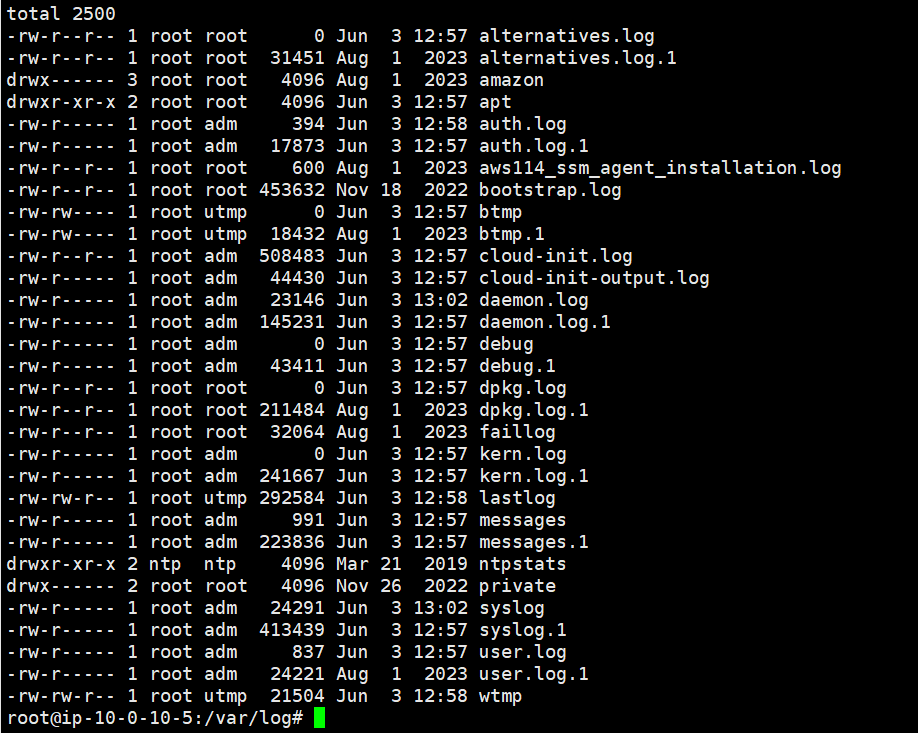 total 2500
-rw-r--r-- 1 root root      0 Jun  3 12:57 alternatives.log
-rw-r--r-- 1 root root  31451 Aug  1  2023 alternatives.log.1
drwx------ 3 root root   4096 Aug  1  2023 amazon
drwxr-xr-x 2 root root   4096 Jun  3 12:57 apt
-rw-r----- 1 root adm     394 Jun  3 12:58 auth.log
-rw-r----- 1 root adm   17873 Jun  3 12:57 auth.log.1
-rw-r--r-- 1 root root    600 Aug  1  2023 aws114_ssm_agent_installation.log
-rw-r--r-- 1 root root 453632 Nov 18  2022 bootstrap.log
-rw-rw---- 1 root utmp      0 Jun  3 12:57 btmp
-rw-rw---- 1 root utmp  18432 Aug  1  2023 btmp.1
-rw-r--r-- 1 root adm  508483 Jun  3 12:57 cloud-init.log
-rw-r----- 1 root adm   44430 Jun  3 12:57 cloud-init-output.log
-rw-r----- 1 root adm   23146 Jun  3 13:02 daemon.log
-rw-r----- 1 root adm  145231 Jun  3 12:57 daemon.log.1
-rw-r----- 1 root adm       0 Jun  3 12:57 debug
-rw-r----- 1 root adm   43411 Jun  3 12:57 debug.1
-rw-r--r-- 1 root root      0 Jun  3 12:57 dpkg.log
-rw-r--r-- 1 root root 211484 Aug  1  2023 dpkg.log.1
-rw-r--r-- 1 root root  32064 Aug  1  2023 faillog
-rw-r----- 1 root adm       0 Jun  3 12:57 kern.log
-rw-r----- 1 root adm  241667 Jun  3 12:57 kern.log.1
-rw-rw-r-- 1 root utmp 292584 Jun  3 12:58 lastlog
-rw-r----- 1 root adm     991 Jun  3 12:57 messages
-rw-r----- 1 root adm  223836 Jun  3 12:57 messages.1
drwxr-xr-x 2 ntp  ntp    4096 Mar 21  2019 ntpstats
drwx------ 2 root root   4096 Nov 26  2022 private
-rw-r----- 1 root adm   24291 Jun  3 13:02 syslog
-rw-r----- 1 root adm  413439 Jun  3 12:57 syslog.1
-rw-r----- 1 root adm     837 Jun  3 12:57 user.log
-rw-r----- 1 root adm   24221 Aug  1  2023 user.log.1
-rw-rw-r-- 1 root utmp  21504 Jun  3 12:58 wtmp
root@ip-10-0-10-5:/var/log#